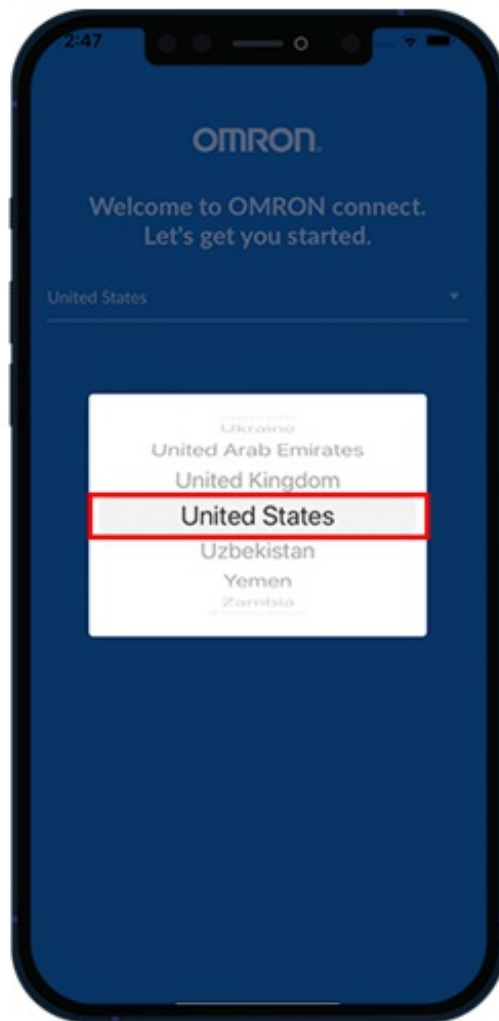 2:47
OMRON
Welcome to OMRON connect.
Let's get you started.
United States
Ukraine
United Arab Emirates
United Kingdom
United States
Uzbekistan
Yemen
Zambia